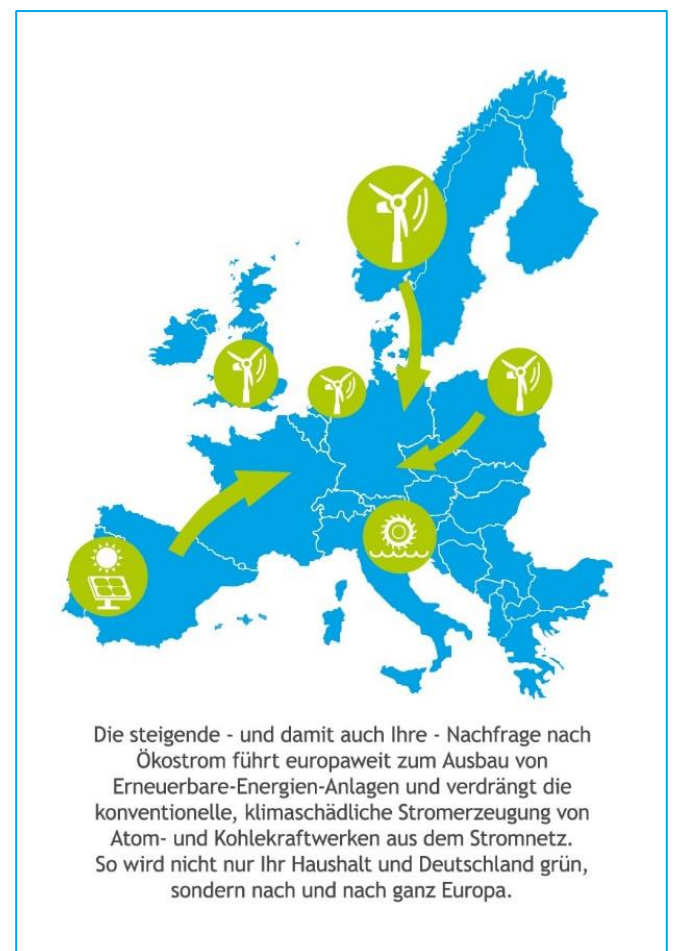 Die steigende - und damit auch Ihre - Nachfrage nach
Ökostrom führt europaweit zum Ausbau von
Erneuerbare-Energien-Anlagen und verdrängt die
konventionelle, klimaschädliche Stromerzeugung von
Atom- und Kohlekraftwerken aus dem Stromnetz.
So wird nicht nur Ihr Haushalt und Deutschland grün,
sondern nach und nach ganz Europa.